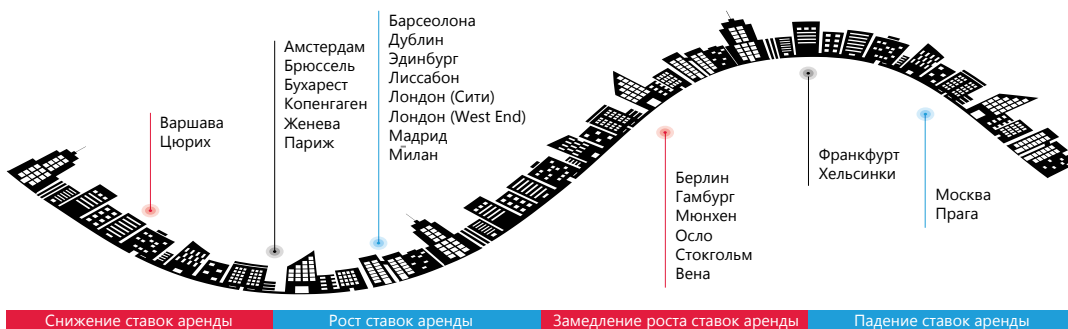 Варшава
Цюрих
Амстердам
Брюссель
Бухарест
Копенгаген
Женева
Париж
Барсеолона
Дублин
Эдинбург
Лиссабон
Лондон (Сити)
Лондон (West End)
Мадрид
Милан
Берлин
Гамбург
Мюнхен
Осло
Стокгольм
Вена
Франкфурт
Хельсинки
Москва
Прага
Снижение ставок аренды
Рост ставок аренды
Замедление роста ставок аренды
Падение ставок аренды